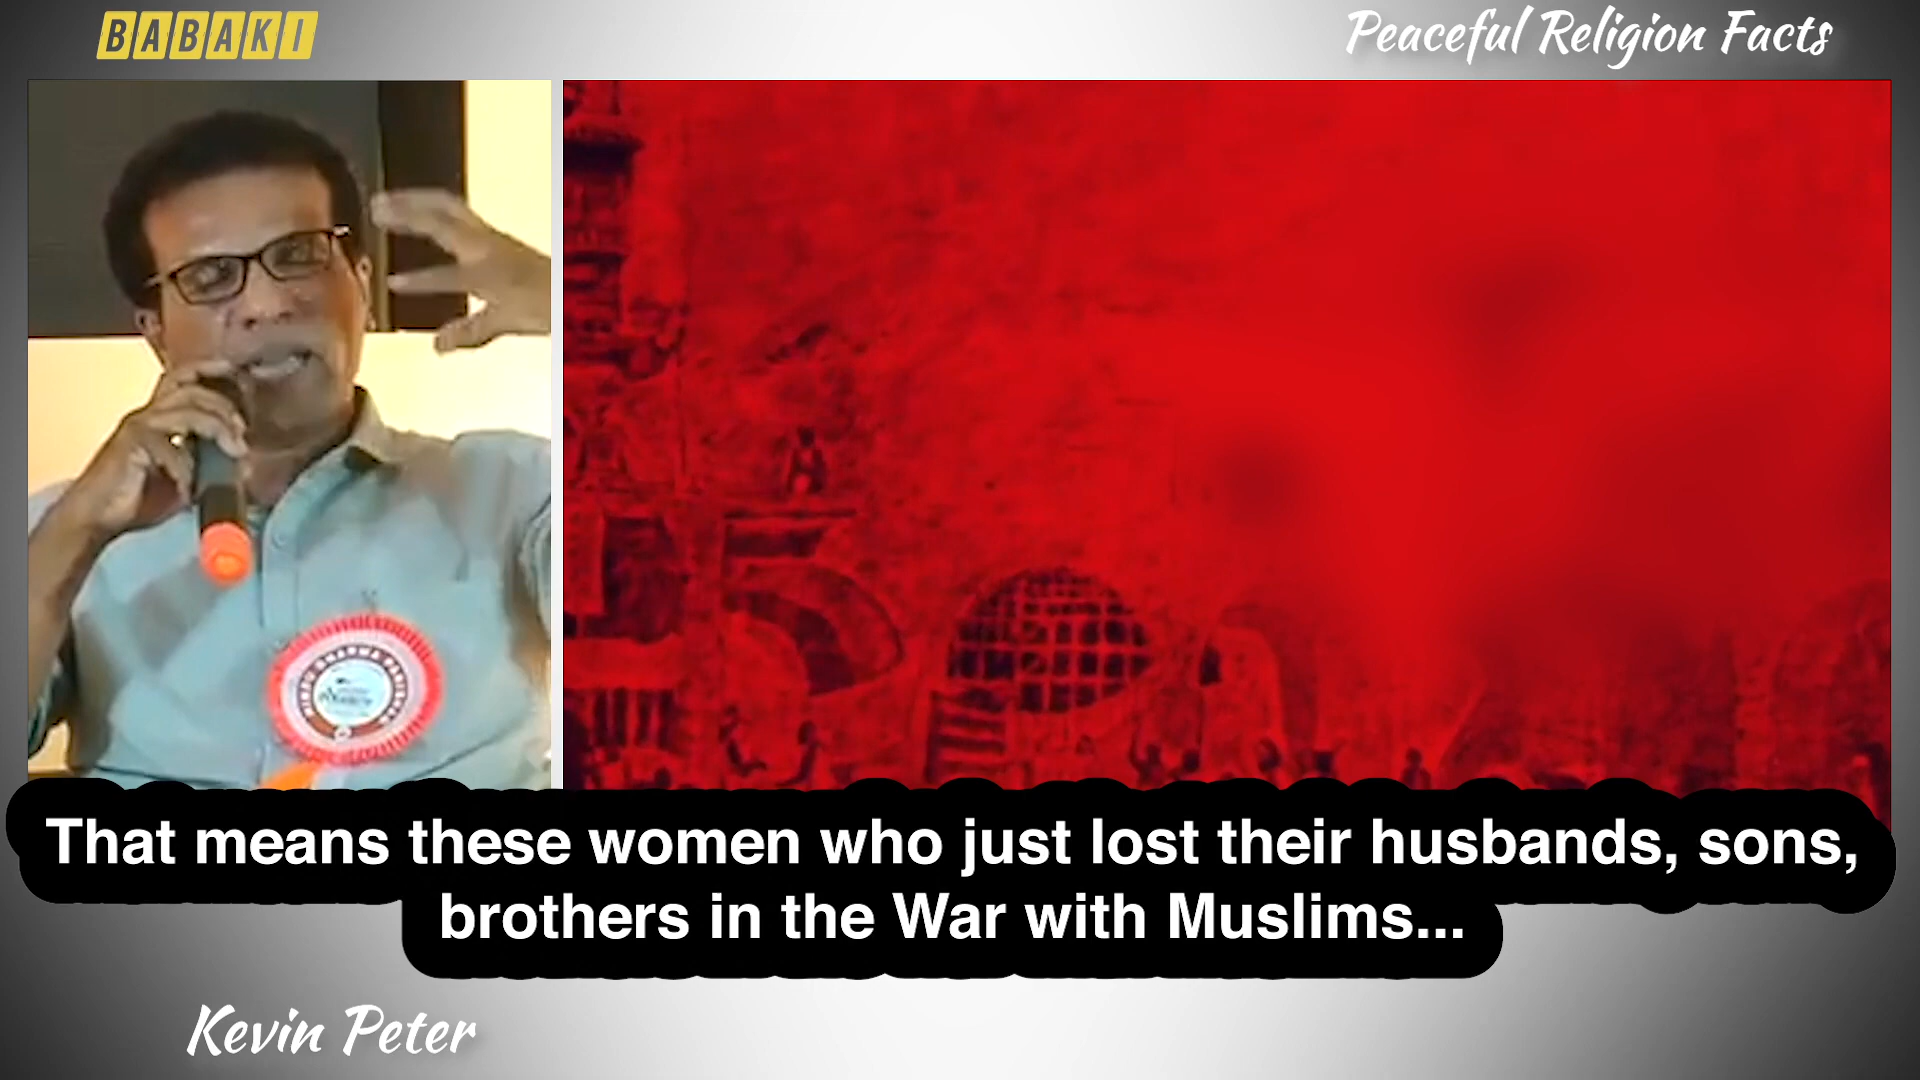 BABAKI
Peaceful Religion Facts
That means these women who just lost their husbands, sons,
brothers in the War with Muslims...
Kevin Peter